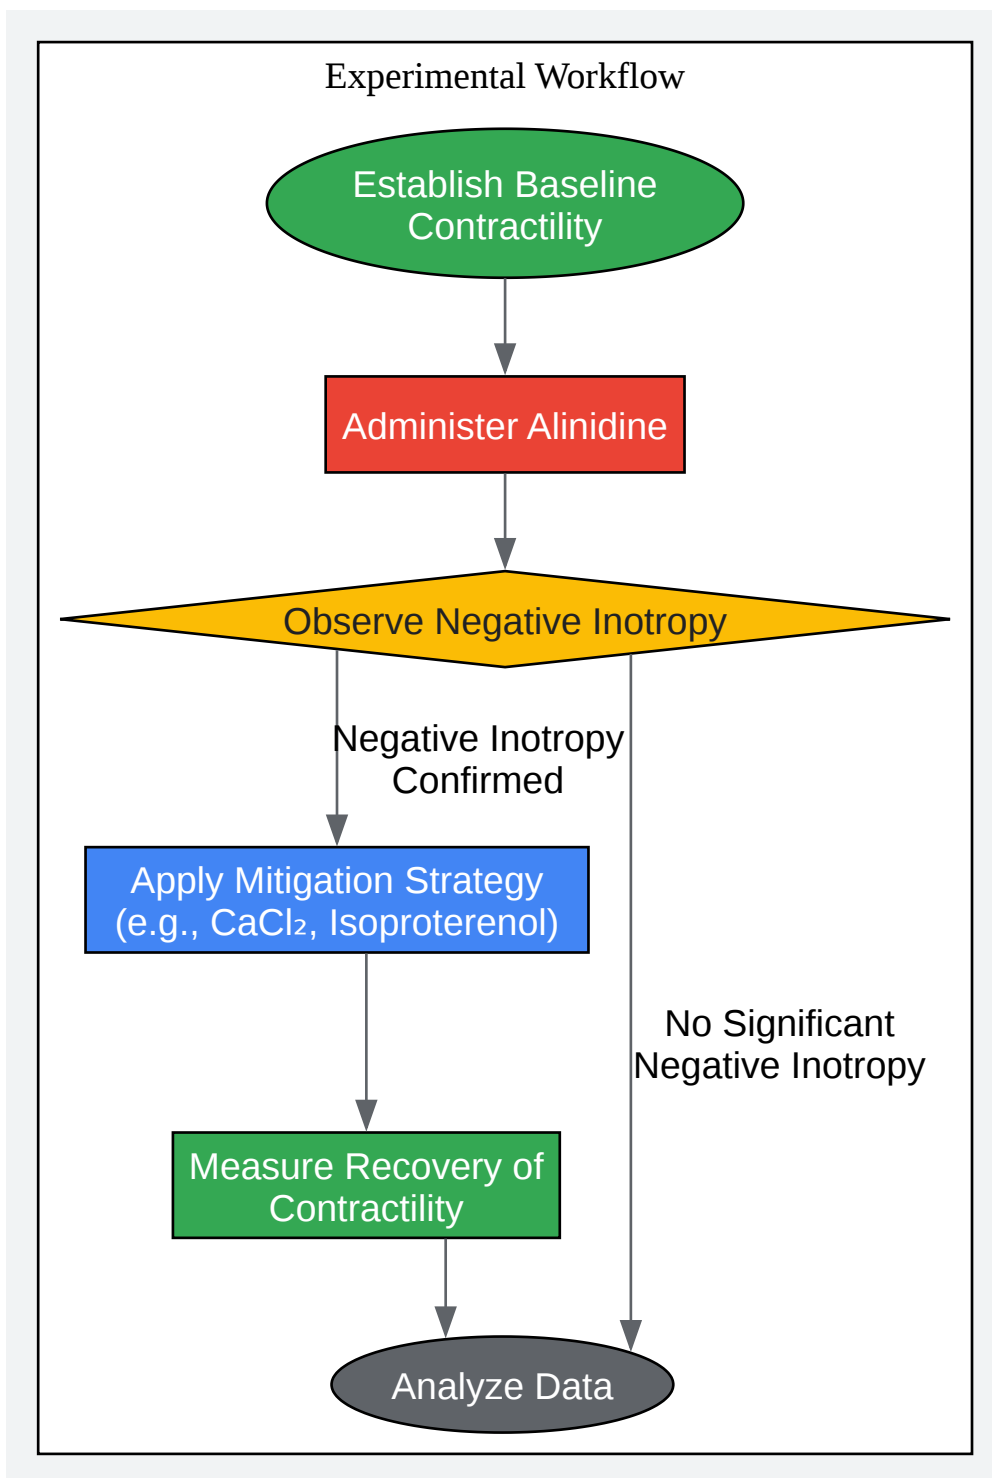 Experimental Workflow
Establish Baseline
Contractility
Administer Alinidine
Observe Negative Inotropy
Negative Inotropy
Confirmed
Apply Mitigation Strategy
(e.g., CaCl₂, Isoproterenol)
No Significant
Negative Inotropy
Measure Recovery of
Contractility
Analyze Data